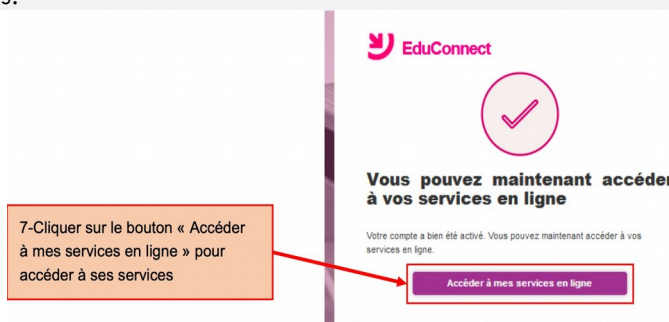 EduConnect
Vous pouvez maintenant accéder
à vos services en ligne
Votre compte a bien été activé. Vous pouvez maintenant accéder à vos
services en ligne.
7-Cliquer sur le bouton « Accéder
à mes services en ligne » pour
accéder à ses services
Accéder à mes services en ligne